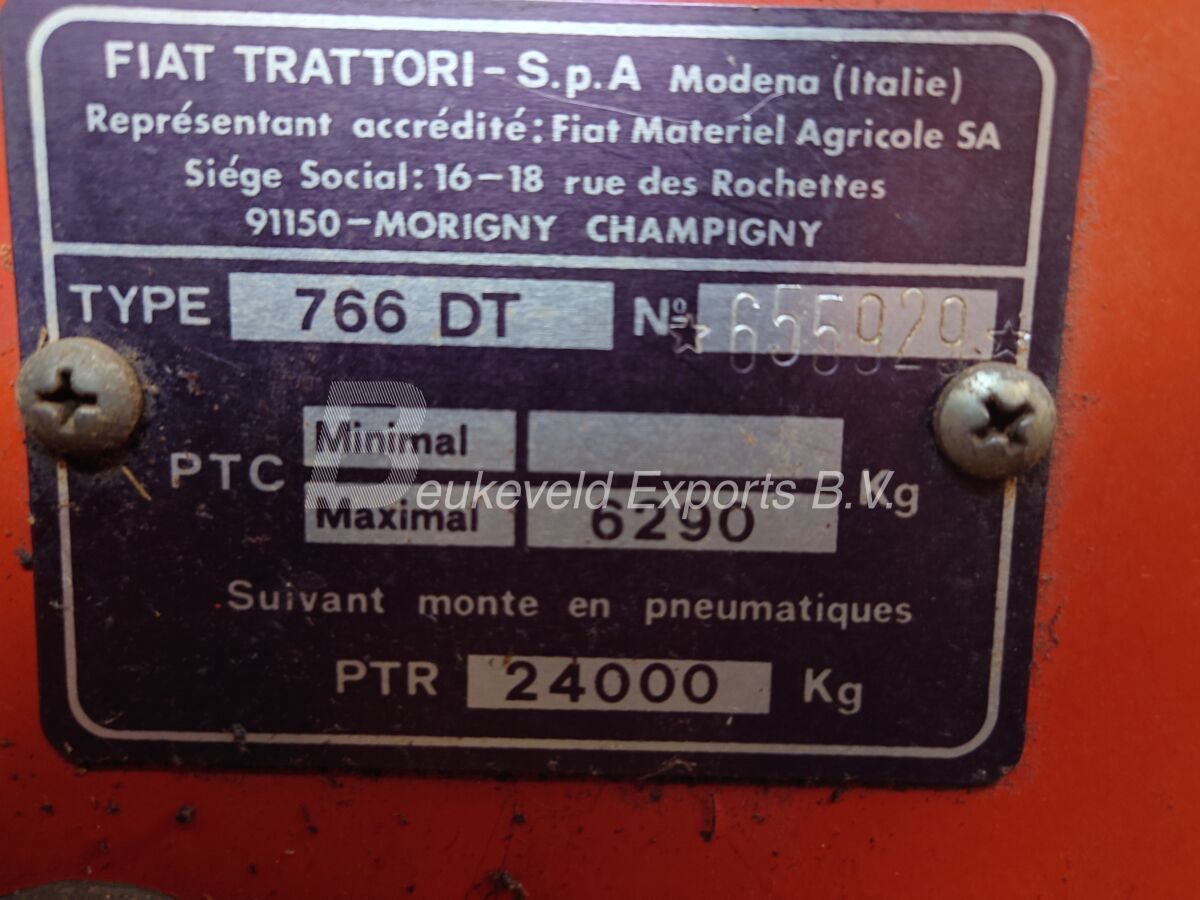 FIAT TRATTORI - S.p.A Modena (Italie)
Représentant accrédité: Fiat Materiel Agricole SA
Siége Social: 16-18 rue des Rochettes
91150-MORIGNY CHAMPIGNY
TYPE 766 DT Nº ☆655929☆
PTC Minimal Kg
Maximal 6290
Beukeveld Exports B.V.
Suivant monte en pneumatiques
PTR 24000 Kg